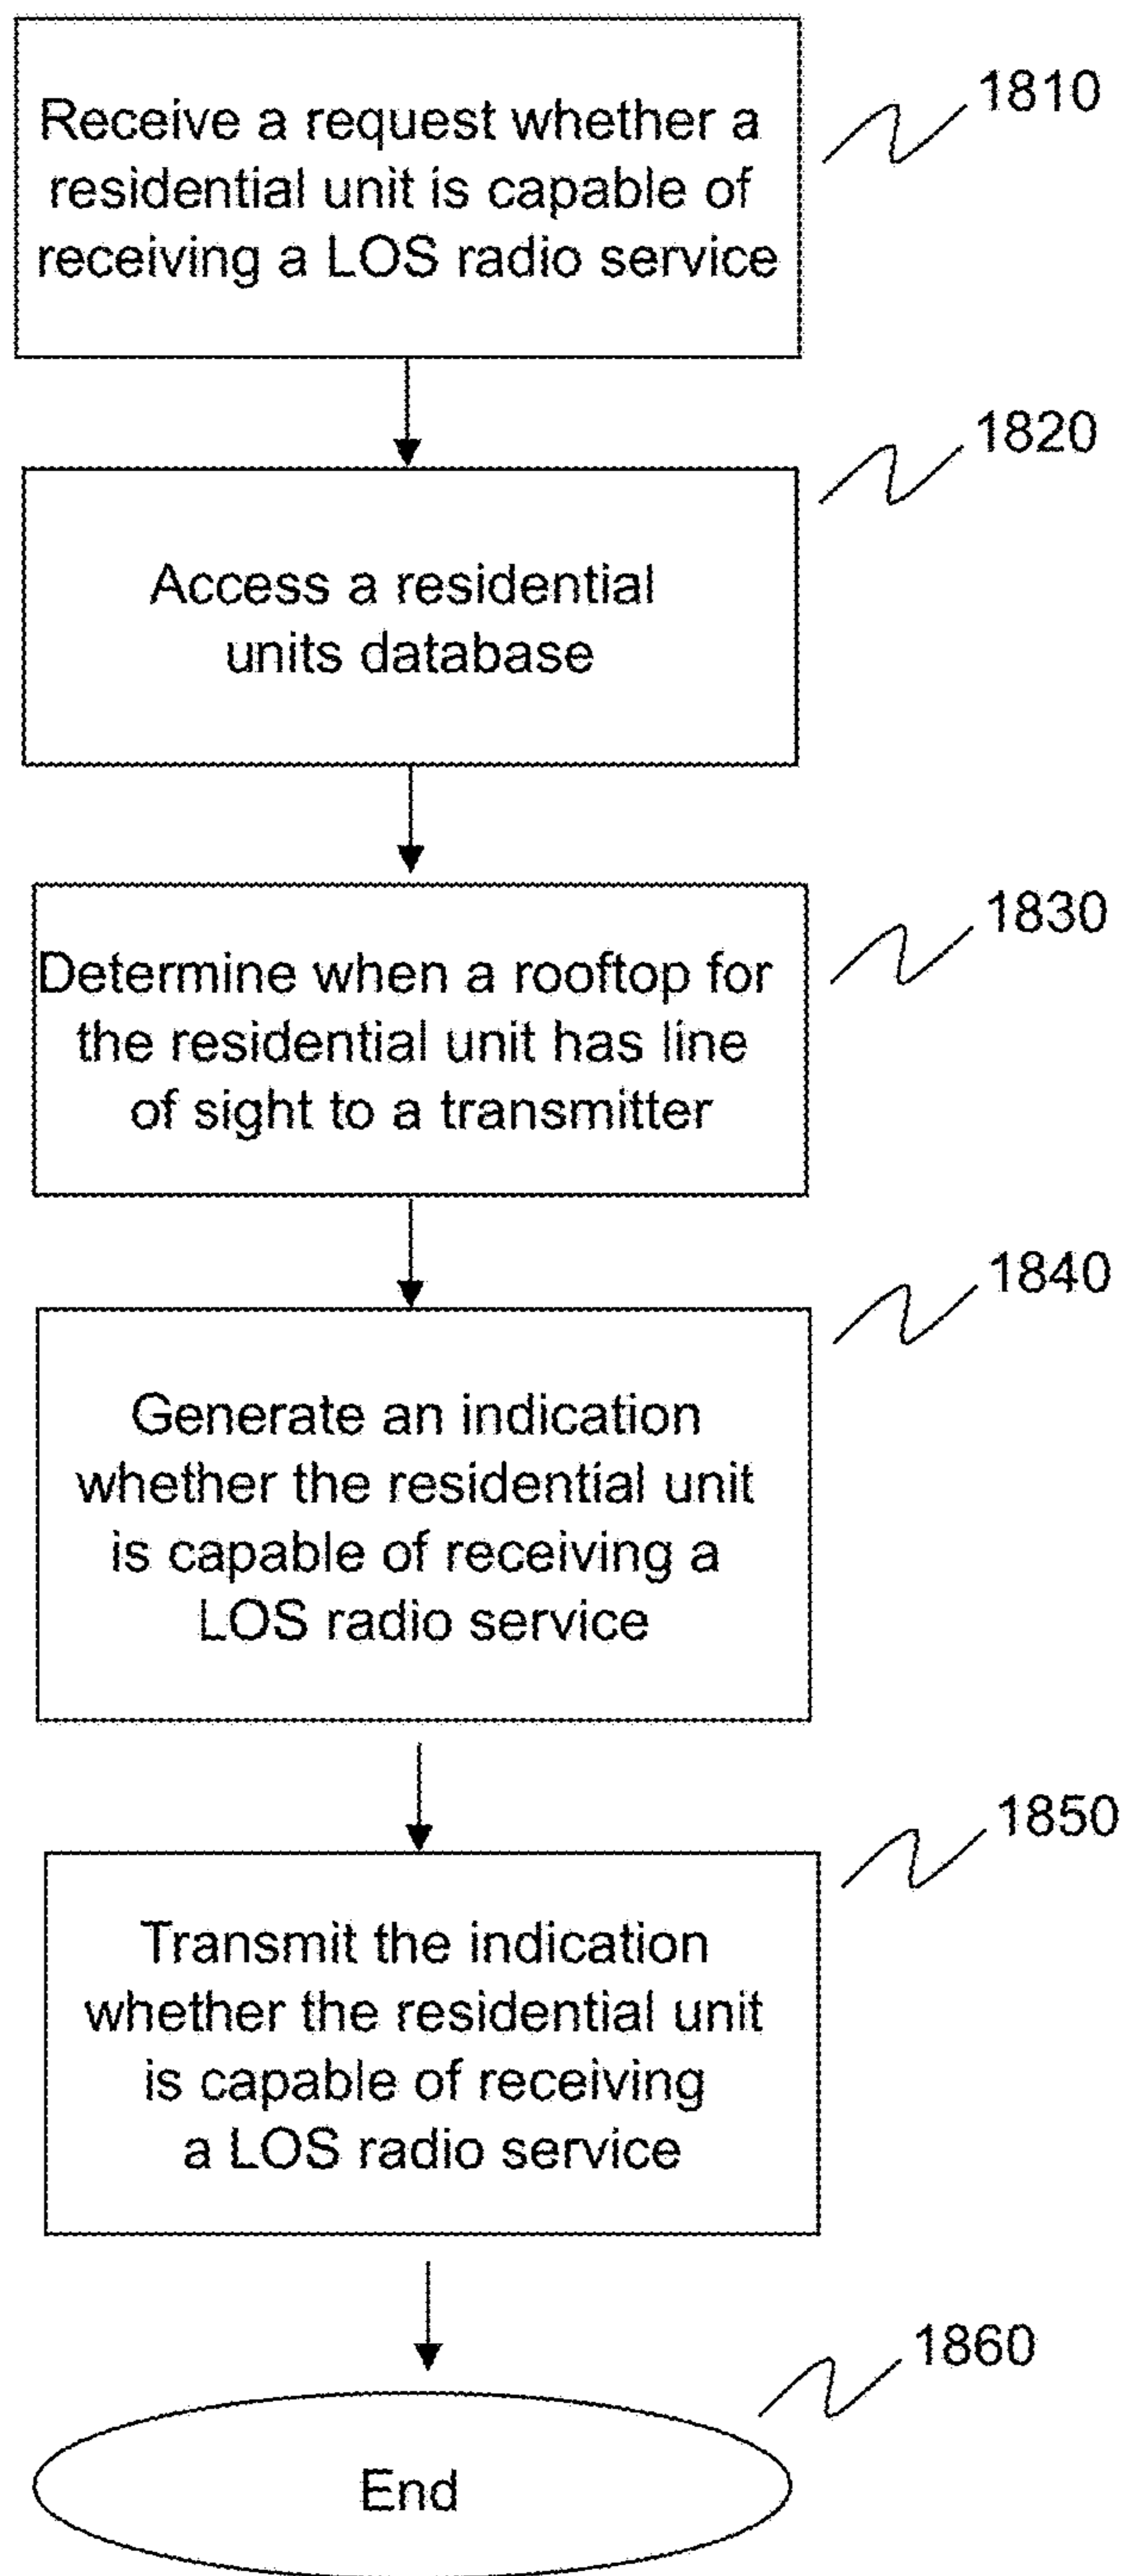 Receive a request whether a
residential unit is capable of
receiving a LOS radio service
1810
Access a residential
units database
1820
Determine when a rooftop for
the residential unit has line
of sight to a transmitter
1830
Generate an indication
whether the residential unit
is capable of receiving a
LOS radio service
1840
Transmit the indication
whether the residential unit
is capable of receiving
a LOS radio service
1850
End
1860